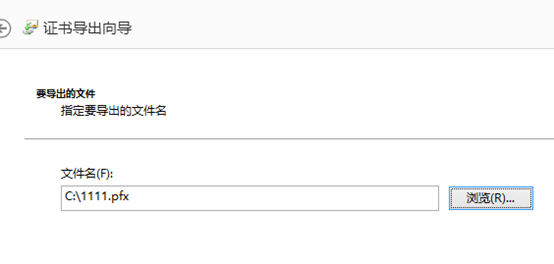 证书导出向导
要导出的文件
指定要导出的文件名
文件名(F):
C:\1111.pfx
浏览(R)...